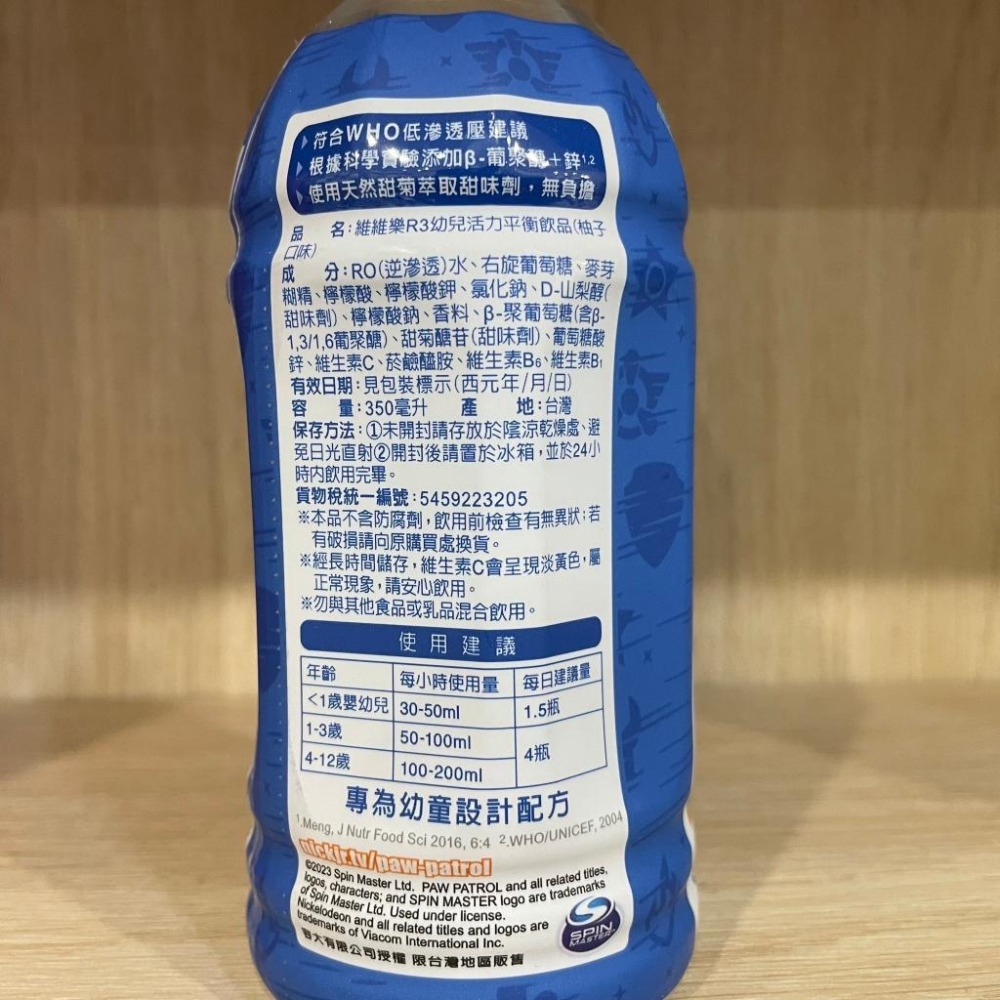 符合WHO低滲透壓建議
根據科學實驗添加β-葡聚醣+鋅1,2
使用天然甜菊萃取甜味劑，無負擔
品 名：維維樂R3幼兒活力平衡飲品(柚子
口味)
成 分：RO(逆滲透)水、右旋葡萄糖、麥芽
糊精、檸檬酸、檸檬酸鉀、氯化鈉、D-山梨醇(
甜味劑)、檸檬酸鈉、香料、β-聚葡萄糖(含β-
1,3/1,6葡聚醣)、甜菊醣苷(甜味劑)、葡萄糖酸
鋅、維生素C、菸鹼醯胺、維生素B6、維生素B1
有效日期：見包裝標示(西元年/月/日)
容 量：350毫升 產 地：台灣
保存方法：①未開封請存放於陰涼乾燥處、避
免日光直射②開封後請置於冰箱，並於24小
時內飲用完畢。
貨物稅統一編號：5459223205
※本品不含防腐劑，飲用前檢查有無異狀；若
有破損請向原購買處換貨。
※經長時間儲存，維生素C會呈現淡黃色，屬
正常現象，請安心飲用。
※勿與其他食品或乳品混合飲用。
使用建議
年齡 每小時使用量 每日建議量
<1歲嬰幼兒 30-50ml 1.5瓶
1-3歲 50-100ml 4瓶
4-12歲 100-200ml
專為幼童設計配方
1.Meng, J Nutr Food Sci 2016, 6:4 2.WHO/UNICEF, 2004
nickjr.tv/paw-patrol
©2023 Spin Master Ltd. PAW PATROL and all related titles,
logos, characters; and SPIN MASTER logo are trademarks
of Spin Master Ltd. Used under license.
Nickelodeon and all related titles and logos are
trademarks of Viacom International Inc.
大有限公司授權 限台灣地區販售
SPIN
MASTER